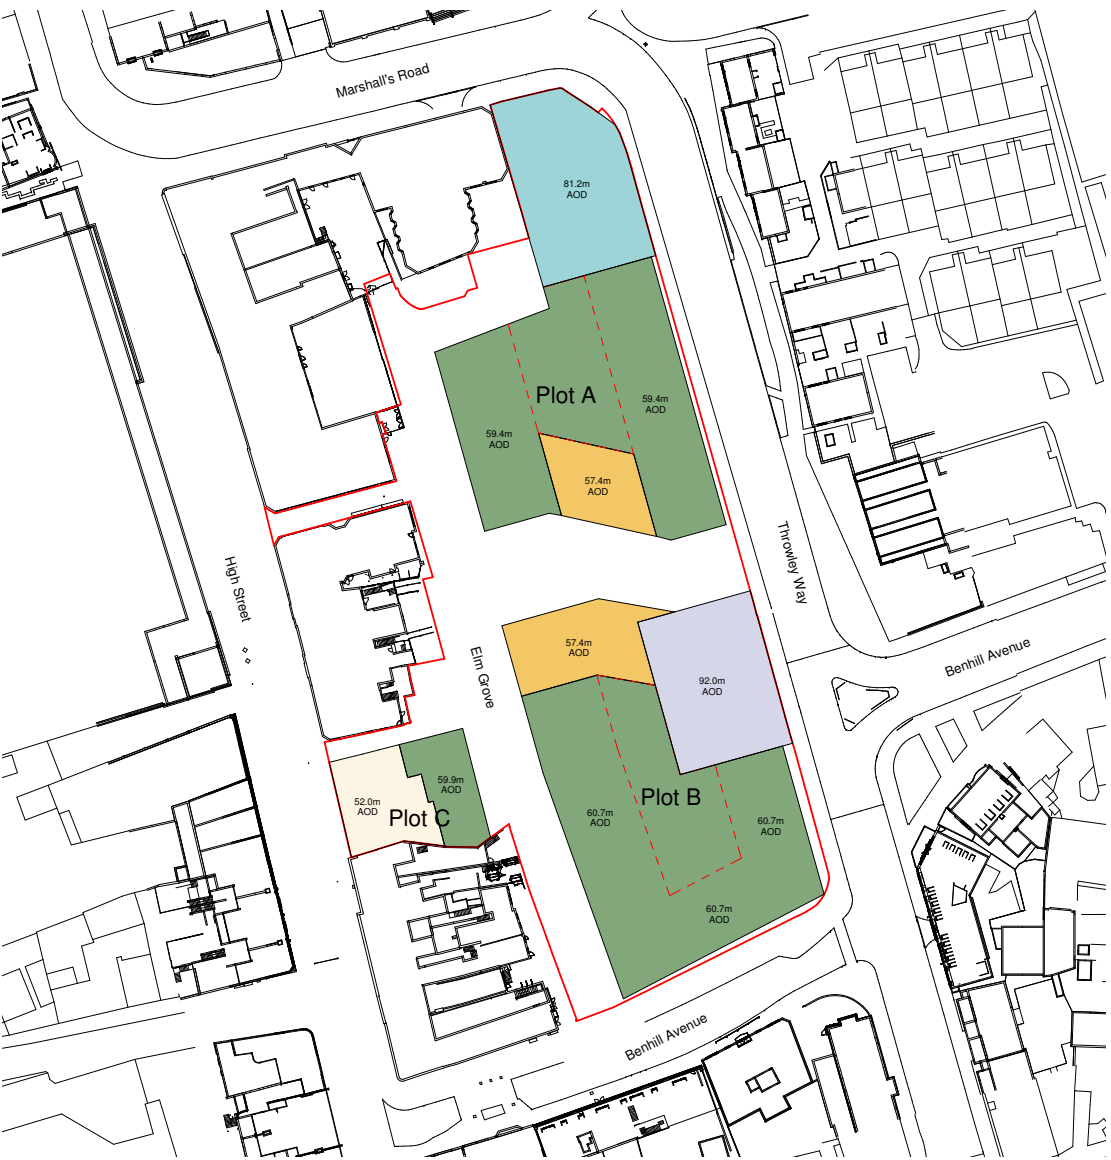 Marshall's Road
81.2m
AOD
Plot A
59.4m
AOD
59.4m
AOD
57.4m
AOD
High Street
Throwley Way
57.4m
AOD
Elm Grove
Benhill Avenue
92.0m
AOD
59.9m
AOD
52.0m
AOD
Plot C
Plot B
60.7m
AOD
60.7m
AOD
60.7m
AOD
Benhill Avenue